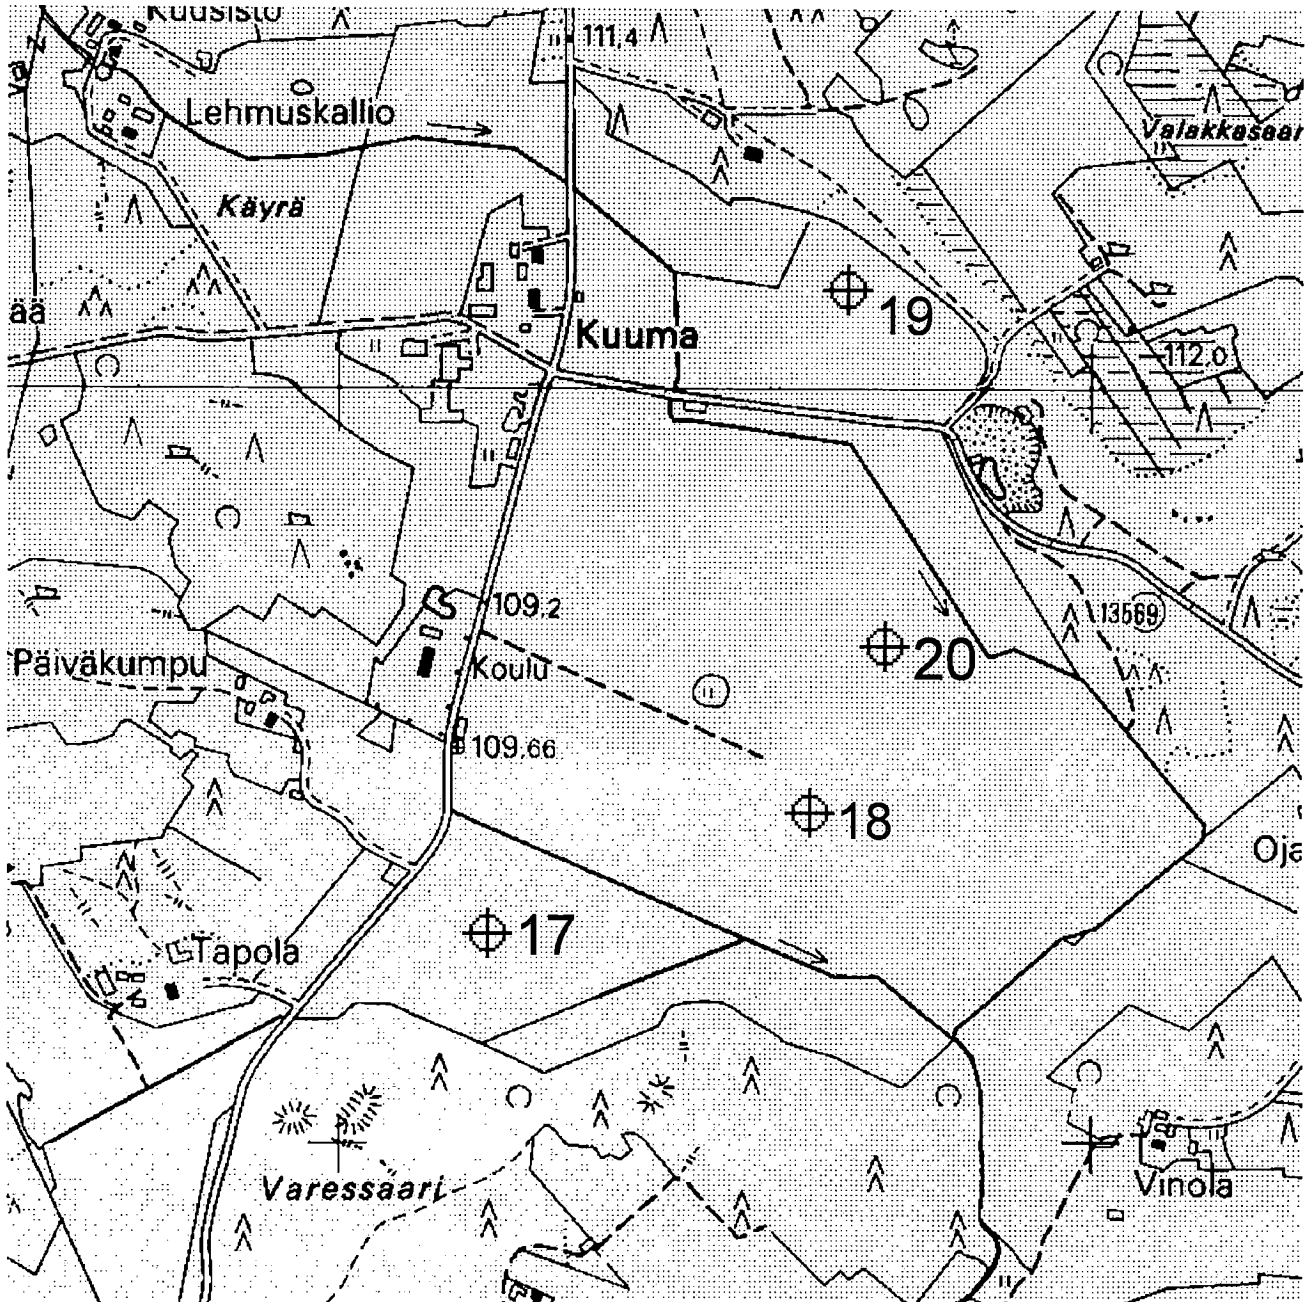 Kuusisto
111,4
Lehmuskallio
Valakkasaar
Käyrä
ää
19
Kuuma
112.0
109.2
13569
Päiväkumpu
Koulu
20
109.66
18
Oja
17
Tapola
Varessaari
Vinola